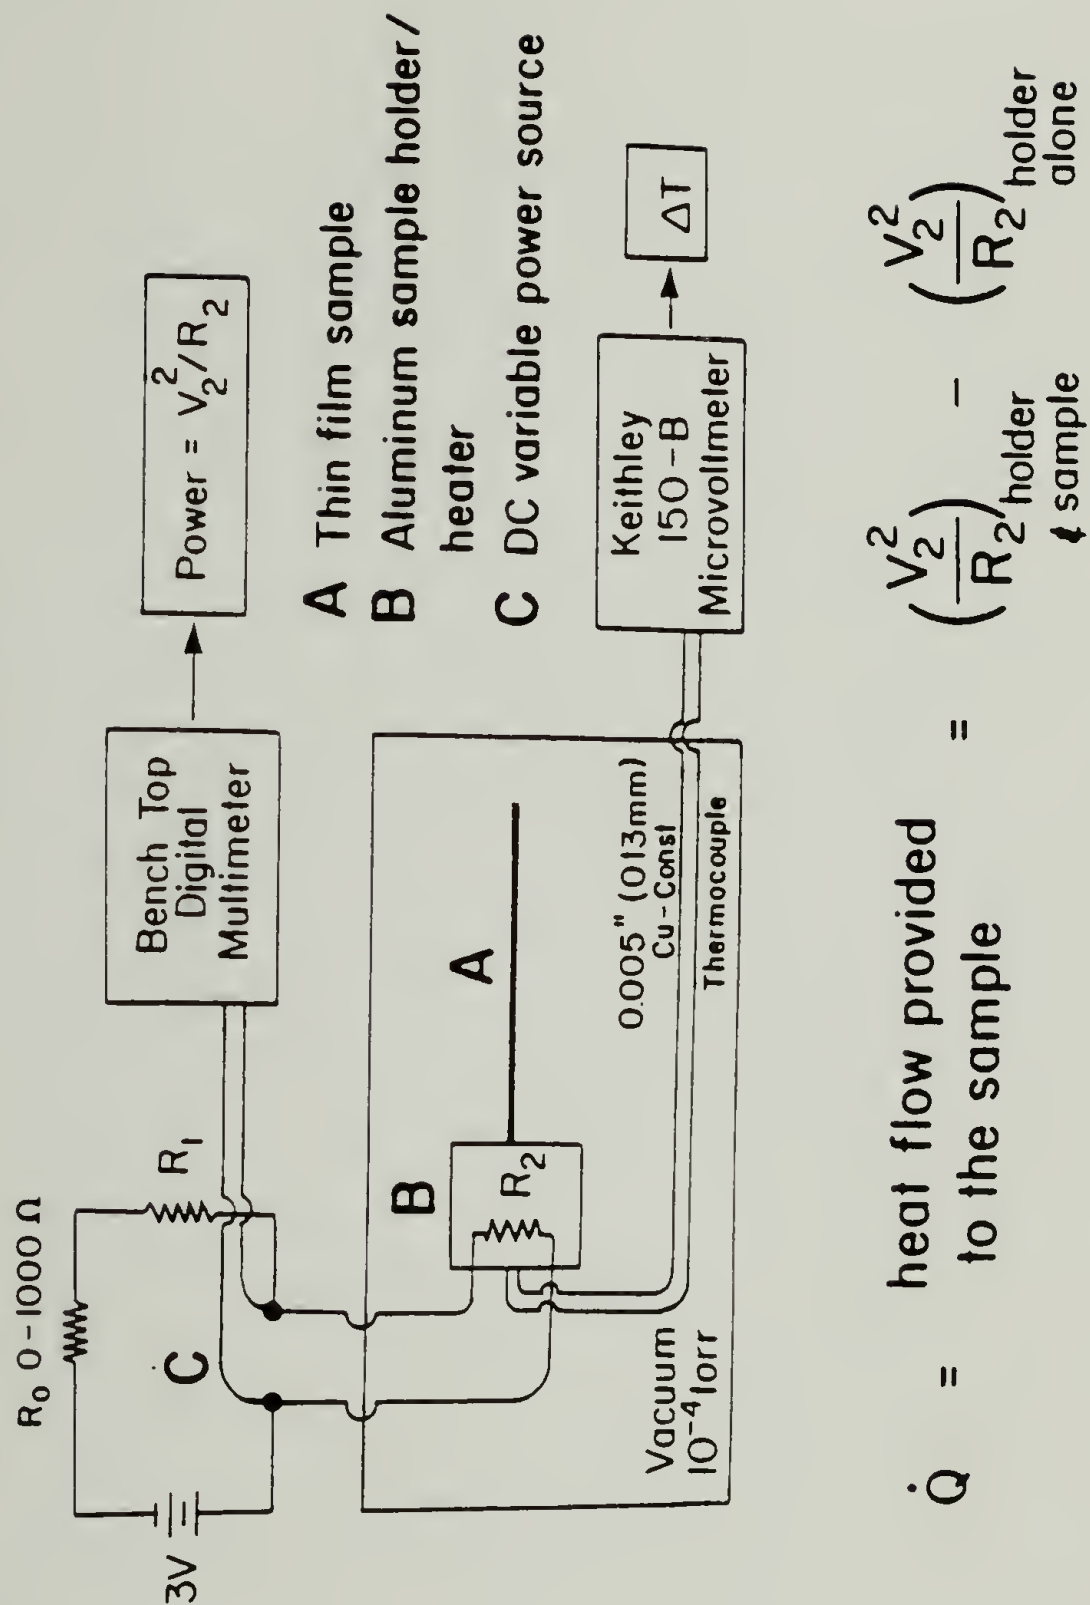 R₀ 0-1000Ω
R₁
3V
C
Bench Top
Digital
Multimeter
Power = V₂²/R₂
A Thin film sample
B Aluminum sample holder/
heater
C DC variable power source
B
R₂
A
0.005" (013mm)
Cu-Const
Thermocouple
Vacuum
10⁻⁴ torr
Keithley
150-B
Microvoltmeter
ΔT
Q̇ = heat flow provided
to the sample
= (V₂²/R₂) holder
& sample
- (V₂²/R₂) holder
alone